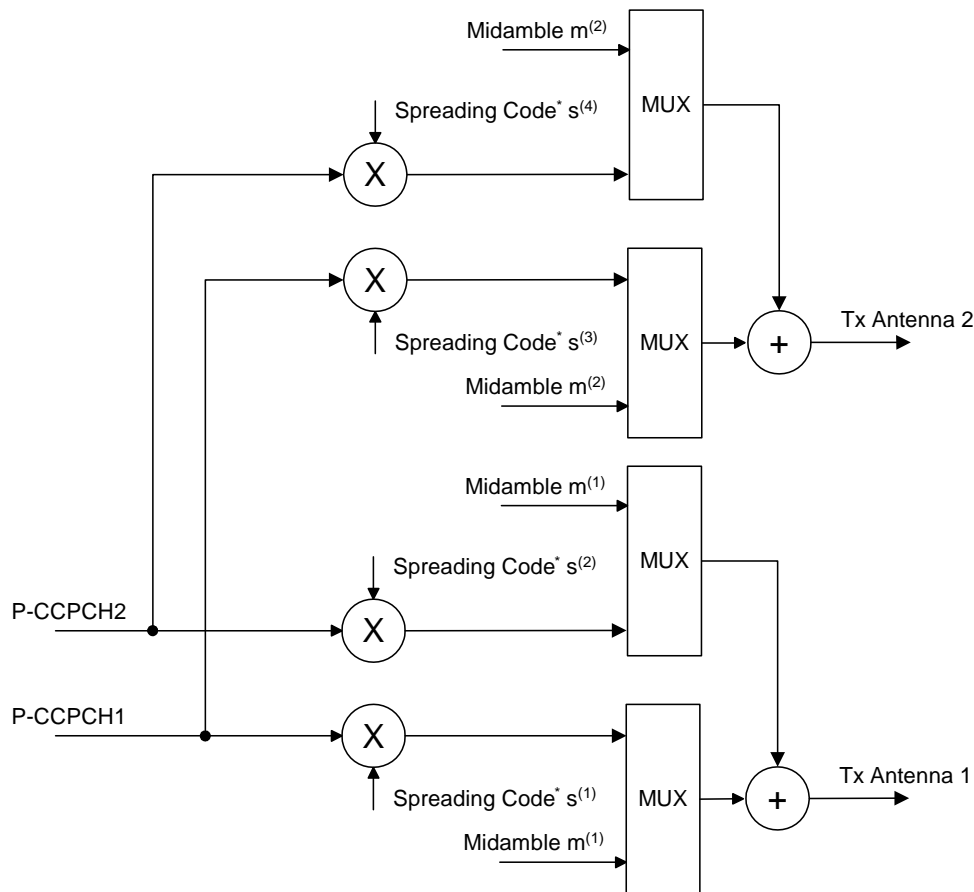 Midamble m(2)
MUX
Spreading Code* s(4)
X
X
Tx Antenna 2
Spreading Code* s(3)
MUX
+
Midamble m(2)
Midamble m(1)
Spreading Code* s(2)
MUX
P-CCPCH2
X
P-CCPCH1
X
Tx Antenna 1
Spreading Code* s(1)
MUX
+
Midamble m(1)